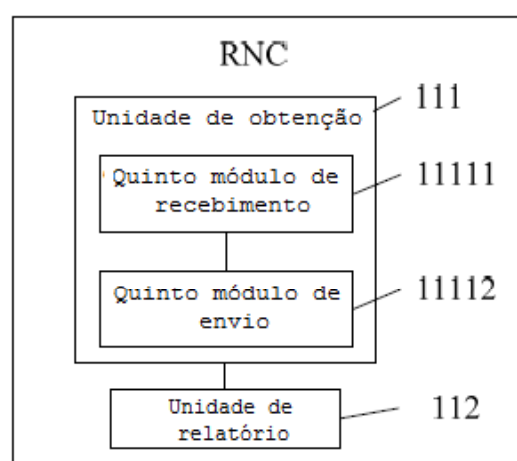 RNC
Unidade de obtenção
111
Quinto módulo de
recebimento
11111
Quinto módulo de
envio
11112
Unidade de
relatório
112